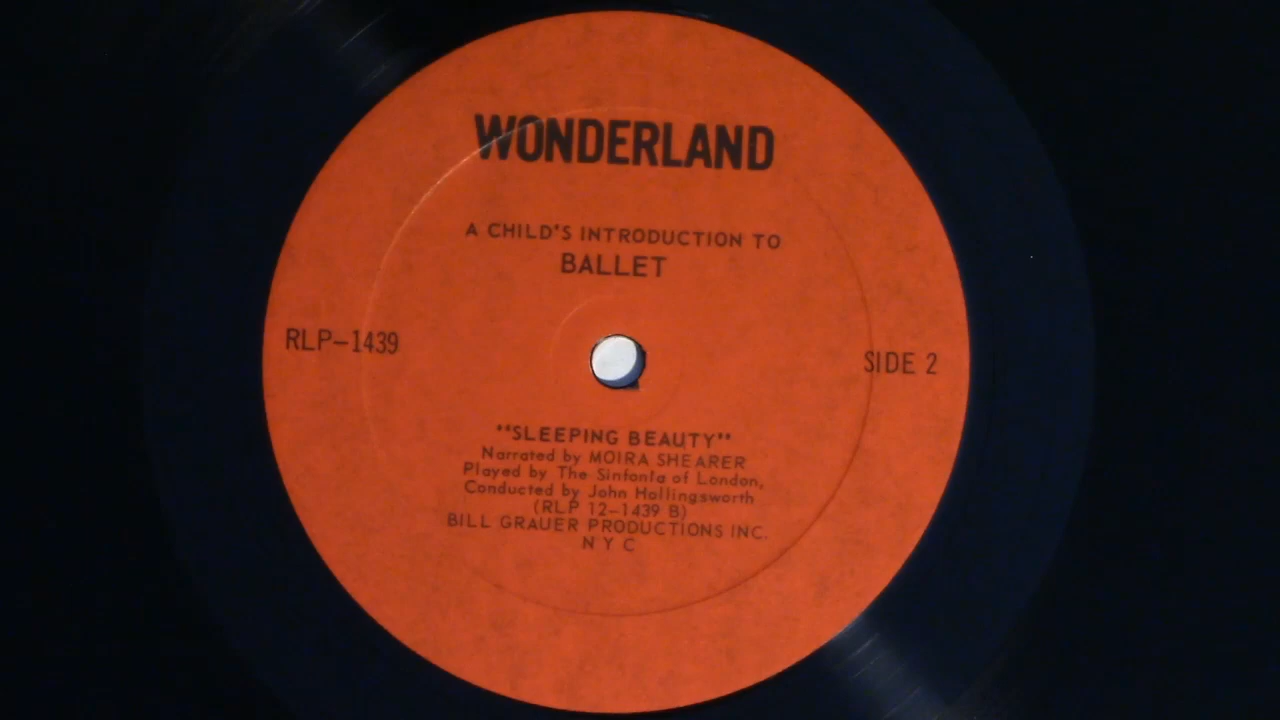 WONDERLAND
A CHILD'S INTRODUCTION TO
BALLET
RLP-1439
SIDE 2
"SLEEPING BEAUTY"
Narrated by MOIRA SHEARER
Played by The Sinfonia of London,
Conducted by John Hollingsworth
(RLP 12-1439 B)
BILL GRAUER PRODUCTIONS INC.
N Y C